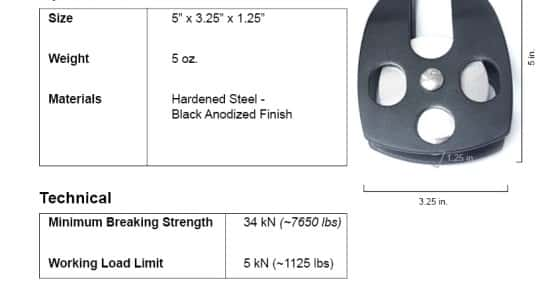 Size 5" x 3.25" x 1.25"
Weight 5 oz.
Materials Hardened Steel -
Black Anodized Finish
5 in.
1.25 in.
3.25 in.
Technical
Minimum Breaking Strength 34 kN (~7650 lbs)
Working Load Limit 5 kN (~1125 lbs)